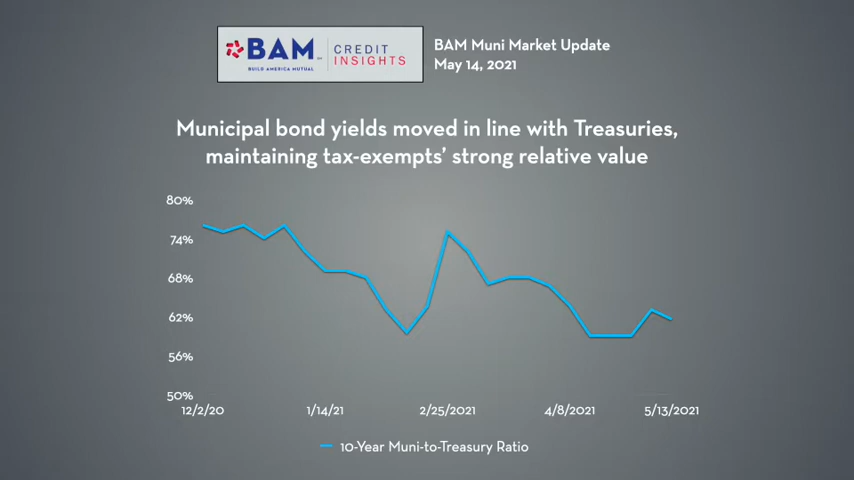 BAM
BUILD AMERICA MUTUAL
CREDIT
INSIGHTS
BAM Muni Market Update
May 14, 2021
Municipal bond yields moved in line with Treasuries,
maintaining tax-exempts' strong relative value
80%
74%
68%
62%
56%
50%
12/2/20 1/14/21 2/25/2021 4/8/2021 5/13/2021
10-Year Muni-to-Treasury Ratio